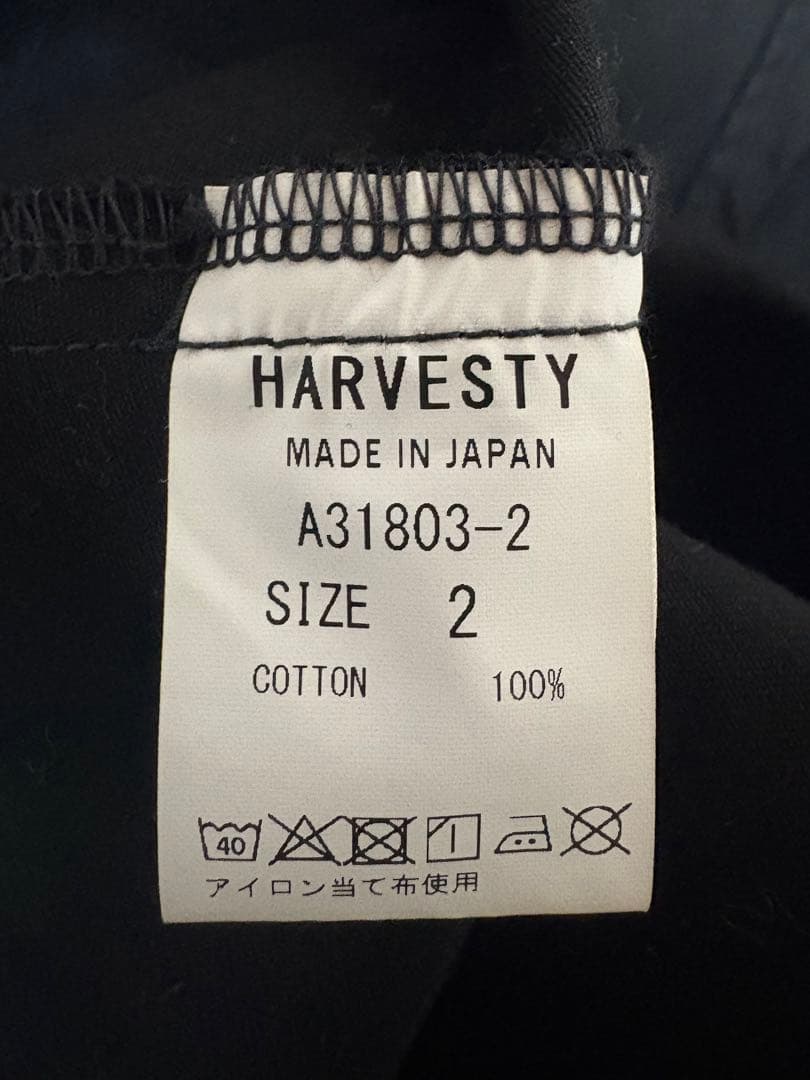 HARVESTY
MADE IN JAPAN
A31803-2
SIZE 2
COTTON 100%
40
アイロン当て布使用